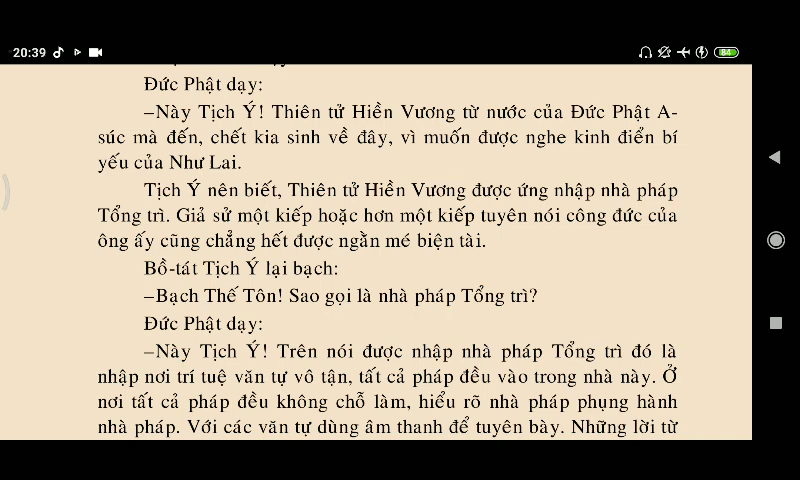 20:39
84
Đức Phật dạy:
–Này Tịch Ý! Thiên tử Hiền Vương từ nước của Đức Phật A-
súc mà đến, chết kia sinh về đây, vì muốn được nghe kinh điển bí
yếu của Như Lai.
Tịch Ý nên biết, Thiên tử Hiền Vương được ứng nhập nhà pháp
Tổng trì. Giả sử một kiếp hoặc hơn một kiếp tuyên nói công đức của
ông ấy cũng chẳng hết được ngằn mé biện tài.
Bồ-tát Tịch Ý lại bạch:
–Bạch Thế Tôn! Sao gọi là nhà pháp Tổng trì?
Đức Phật dạy:
–Này Tịch Ý! Trên nói được nhập nhà pháp Tổng trì đó là
nhập nơi trí tuệ văn tự vô tận, tất cả pháp đều vào trong nhà này. Ở
nơi tất cả pháp đều không chỗ làm, hiểu rõ nhà pháp phụng hành
nhà pháp. Với các văn tự dùng âm thanh để tuyên bày. Những lời từ